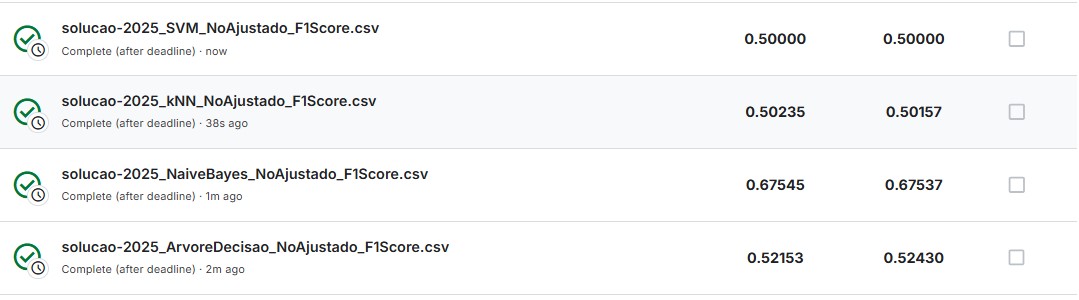 solucao-2025_SVM_NoAjustado_F1Score.csv
Complete (after deadline) · now
0.50000 0.50000
solucao-2025_kNN_NoAjustado_F1Score.csv
Complete (after deadline) · 38s ago
0.50235 0.50157
solucao-2025_NaiveBayes_NoAjustado_F1Score.csv
Complete (after deadline) · 1m ago
0.67545 0.67537
solucao-2025_ArvoreDecisao_NoAjustado_F1Score.csv
Complete (after deadline) · 2m ago
0.52153 0.52430